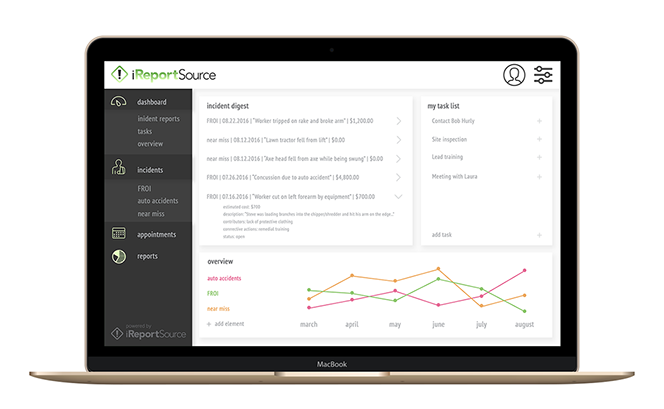 iReportSource
dashboard
inident reports
tasks
overview
incidents
FROI
auto accidents
near miss
appointments
reports
powered by
iReportSource
incident digest
FROI | 08.22.2016 | "Worker tripped on rake and broke arm" | $1,200.00
near miss | 08.12.2016 | "Lawn tractor fell from lift" | $0.00
near miss | 08.12.2016 | "Axe head fell from axe while being swung" | $0.00
FROI | 07.26.2016 | "Concussion due to auto accident" | $4,800.00
FROI | 07.16.2016 | "Worker cut on left forearm by equipment" | $700.00
estimated cost: $700
description: "Steve was loading branches into the chipper/shredder and hit his arm on the edge..."
contributors: lack of protective clothing
corrective actions: remedial training
status: open
my task list
Contact Bob Hurly +
Site inspection +
Lead training +
Meeting with Laura +
add task +
overview
auto accidents
FROI
near miss
+ add element
march april may june july august
MacBook